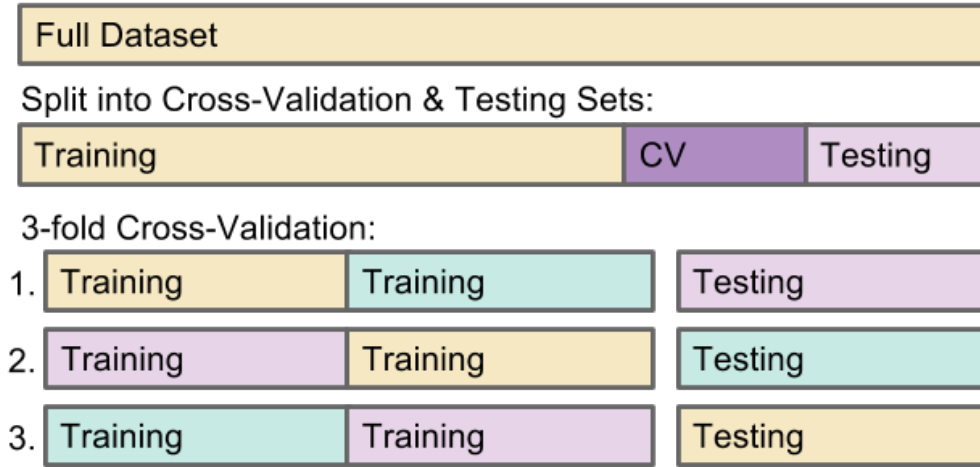 Full Dataset
Split into Cross-Validation & Testing Sets:
Training CV Testing
3-fold Cross-Validation:
1. Training Training Testing
2. Training Training Testing
3. Training Training Testing